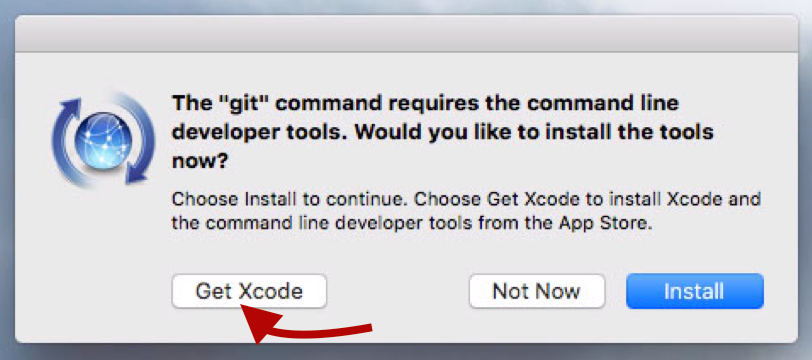 The "git" command requires the command line
developer tools. Would you like to install the tools
now?
Choose Install to continue. Choose Get Xcode to install Xcode and
the command line developer tools from the App Store.
Get Xcode Not Now Install